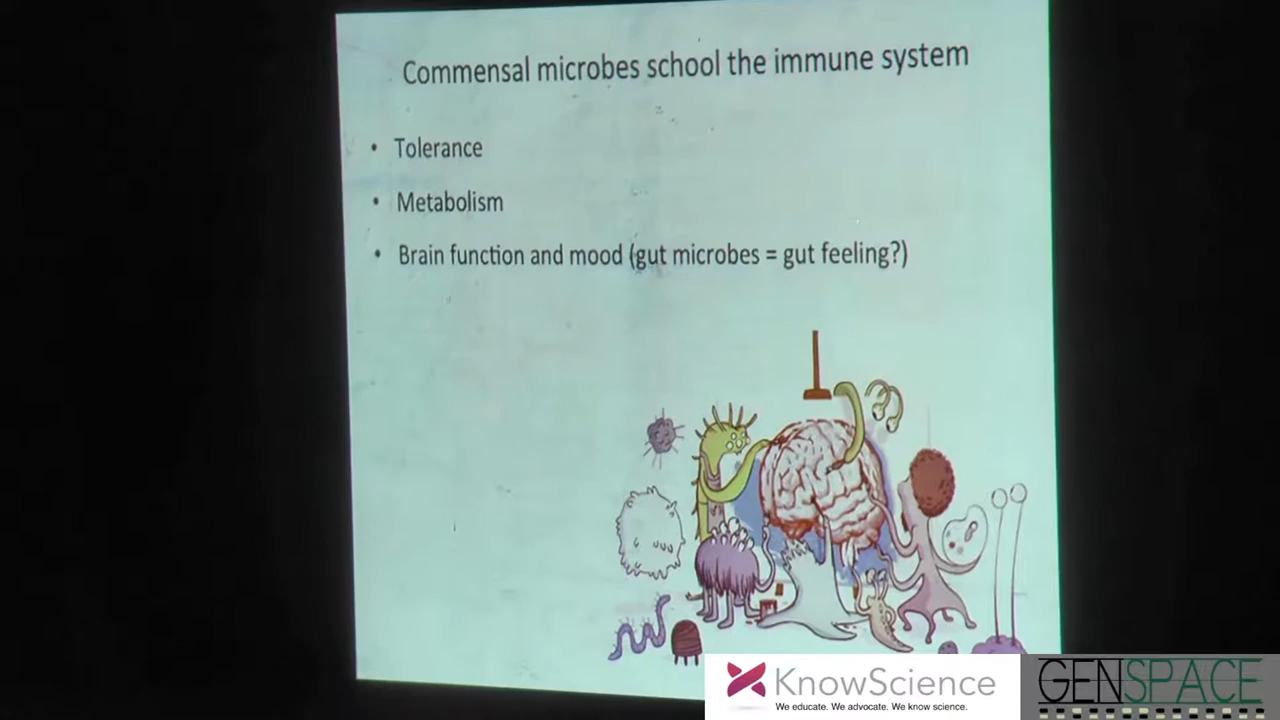 Commensal microbes school the immune system
• Tolerance
• Metabolism
• Brain function and mood (gut microbes = gut feeling?)
KnowScience
We educate. We advocate. We know science.
GENSPACE